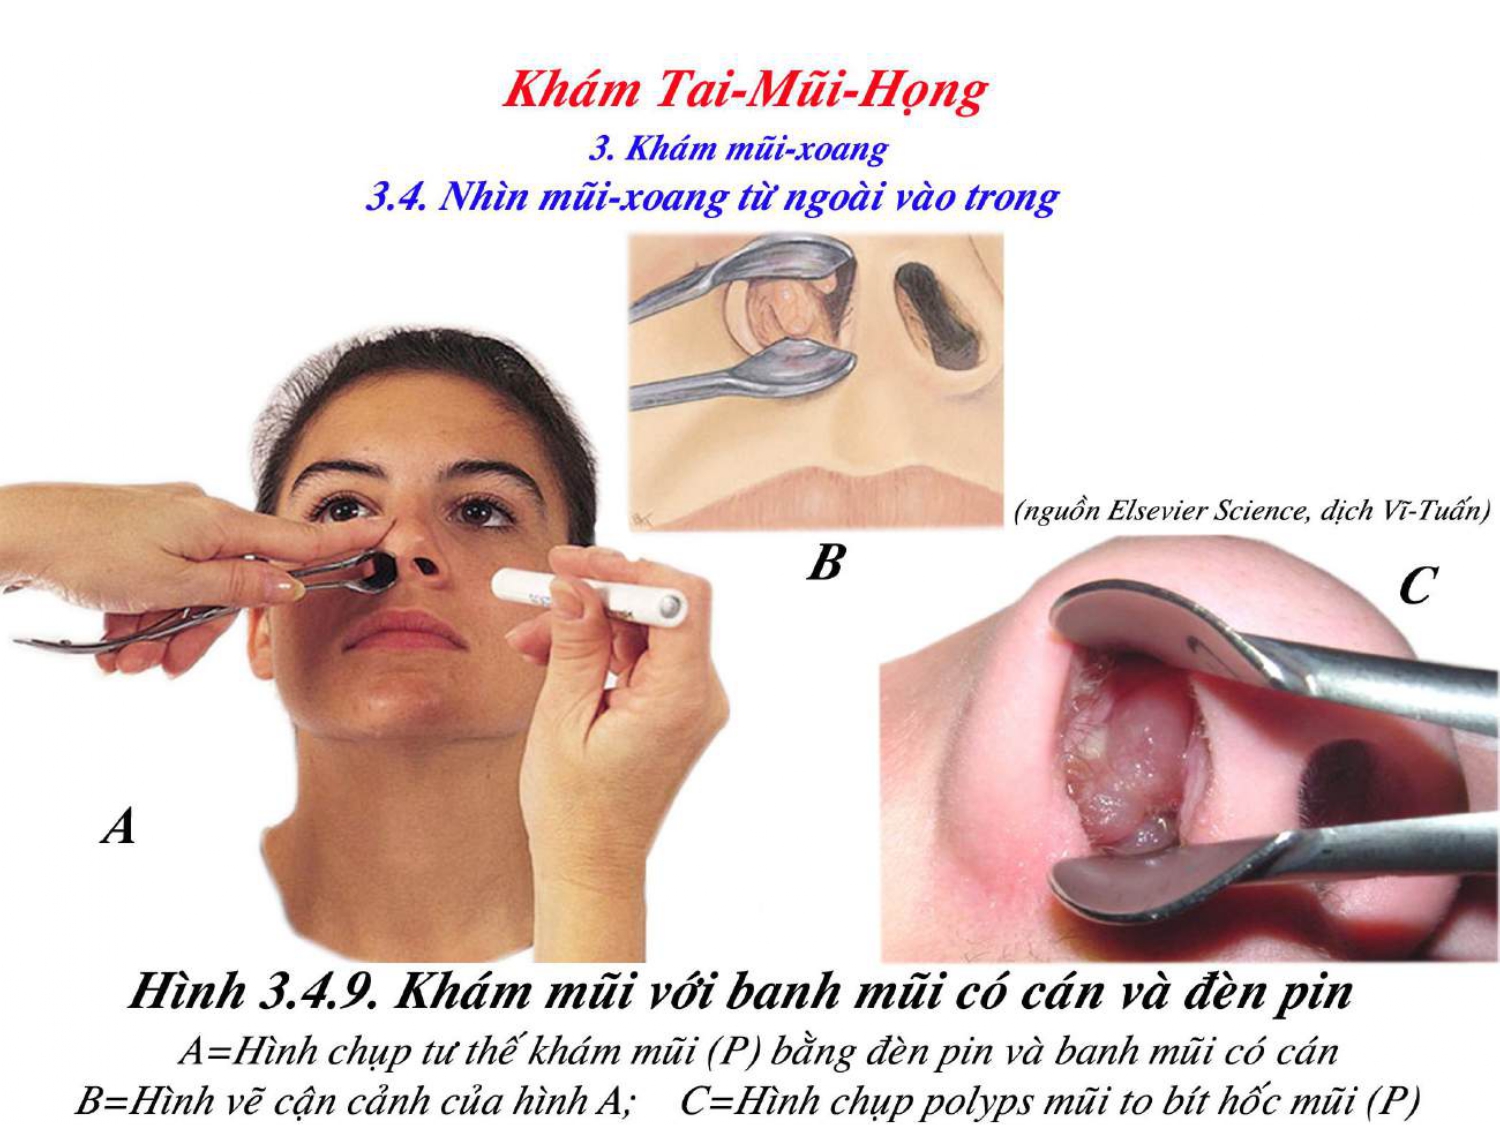 Khám Tai-Mũi-Họng
3. Khám mũi-xoang
3.4. Nhìn mũi-xoang từ ngoài vào trong
(nguồn Elsevier Science, dịch Vĩ-Tuấn)
B
C
A
Hình 3.4.9. Khám mũi với banh mũi có cán và đèn pin
A=Hình chụp tư thế khám mũi (P) bằng đèn pin và banh mũi có cán
B=Hình vẽ cận cảnh của hình A; C=Hình chụp polyps mũi to bít hốc mũi (P)